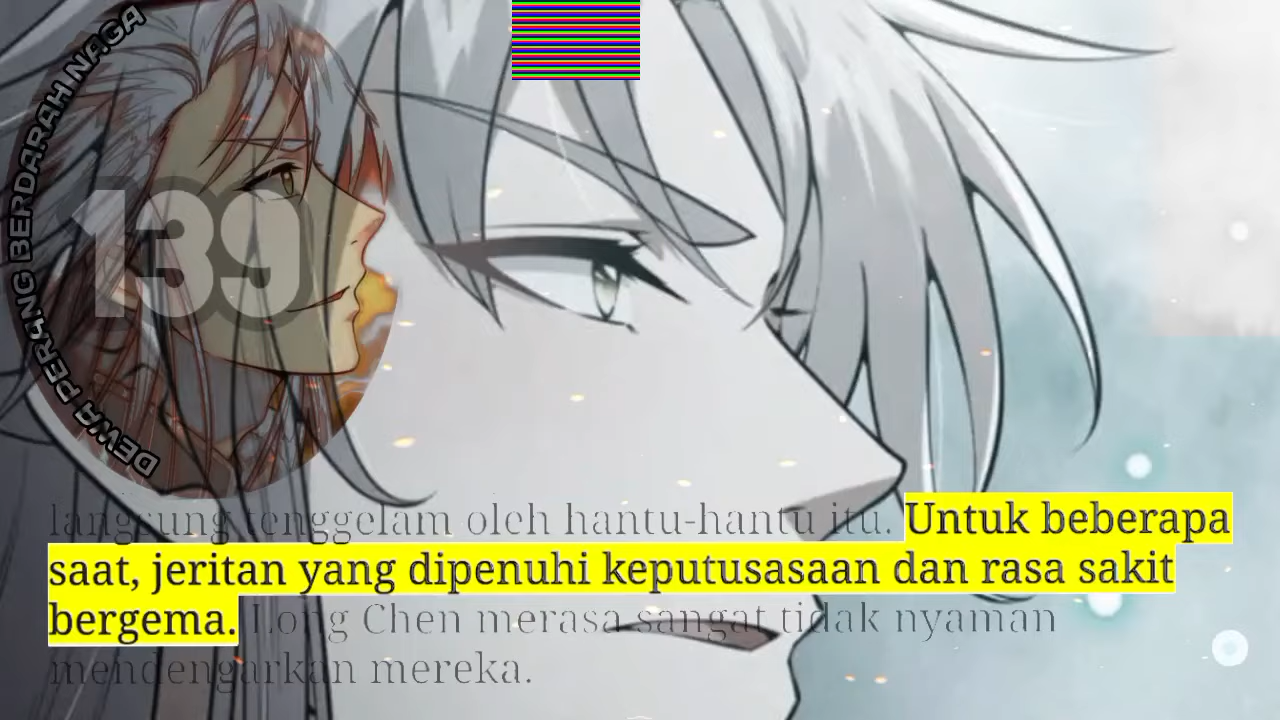 DEWA PERANG BERDARAH NAGA
139
langsung tenggelam oleh hantu-hantu itu. Untuk beberapa
saat, jeritan yang dipenuhi keputusasaan dan rasa sakit
bergema. Long Chen merasa sangat tidak nyaman
mendengarkan mereka.